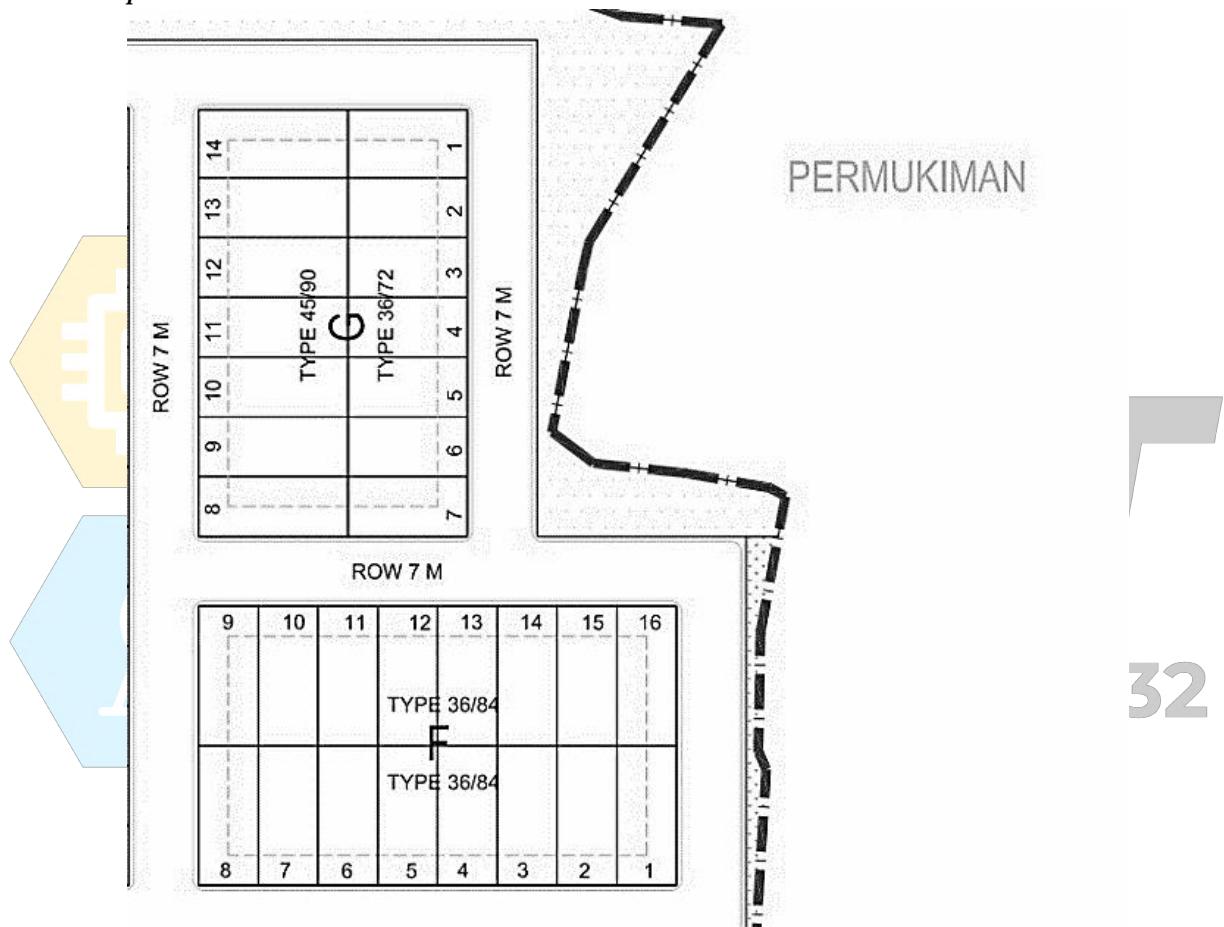 PERMUKIMAN
14
13
12
11
10
9
8
1
2
3
4
5
6
7
TYPE 45/90
G
TYPE 36/72
ROW 7 M
ROW 7 M
ROW 7 M
9 10 11 12 13 14 15 16
TYPE 36/84
F
TYPE 36/84
8 7 6 5 4 3 2 1
32